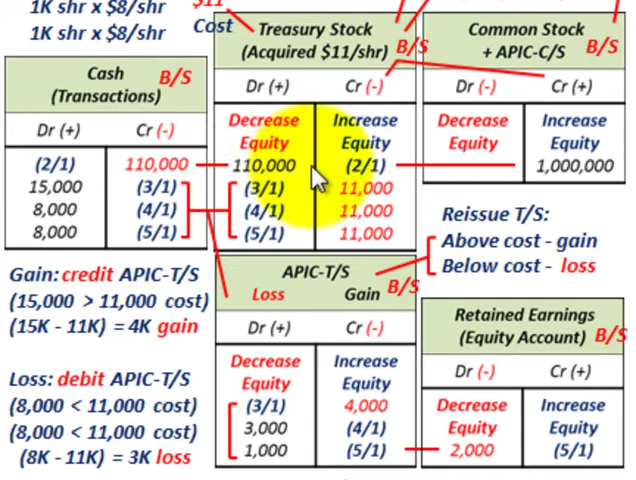 1K shr x $8/shr
1K shr x $8/shr
$11
Cost
Treasury Stock
(Acquired $11/shr)
B/S
Dr (+)
Cr (-)
Decrease
Equity
Increase
Equity
110,000
(2/1)
(3/1)
11,000
(4/1)
11,000
(5/1)
11,000
Common Stock
+ APIC-C/S
B/S
Dr (-)
Cr (+)
Decrease
Equity
Increase
Equity
1,000,000
Cash
B/S
(Transactions)
Dr (+)
Cr (-)
(2/1)
110,000
15,000
(3/1)
8,000
(4/1)
8,000
(5/1)
Reissue T/S:
Above cost - gain
Below cost - loss
Gain: credit APIC-T/S
(15,000 > 11,000 cost)
(15K - 11K) = 4K gain
Loss: debit APIC-T/S
(8,000 < 11,000 cost)
(8,000 < 11,000 cost)
(8K - 11K) = 3K loss
APIC-T/S
Loss
Gain
B/S
Dr (+)
Cr (-)
Decrease
Equity
Increase
Equity
(3/1)
4,000
3,000
(4/1)
1,000
(5/1)
Retained Earnings
(Equity Account)
B/S
Dr (-)
Cr (+)
Decrease
Equity
Increase
Equity
2,000
(5/1)